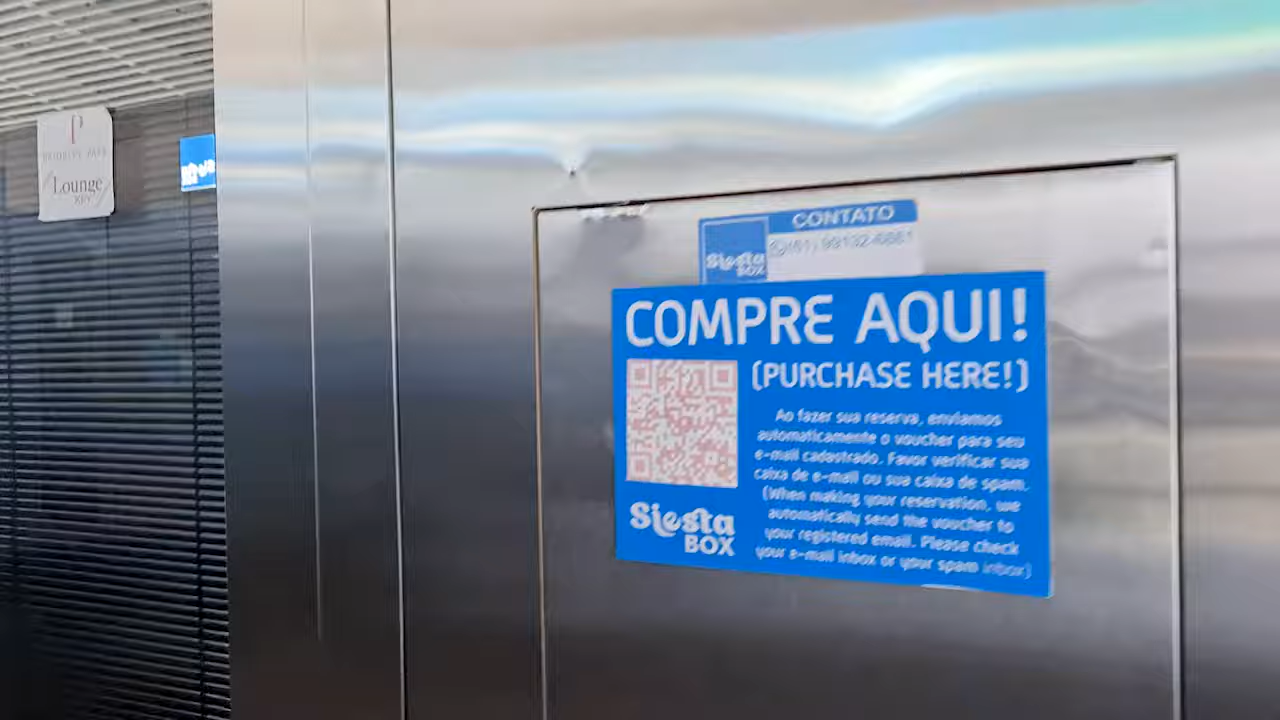 P
Lounge
KEY
CONTATO
Siesta
BOX
COMPRE AQUI!
(PURCHASE HERE!)
Ao fazer sua reserva, enviamos
automaticamente o voucher para seu
e-mail cadastrado. Favor verificar sua
caixa de e-mail ou sua caixa de spam.
(When making your reservation, we
automatically send the voucher to
your registered email. Please check
your e-mail inbox or your spam inbox)
Siesta
BOX